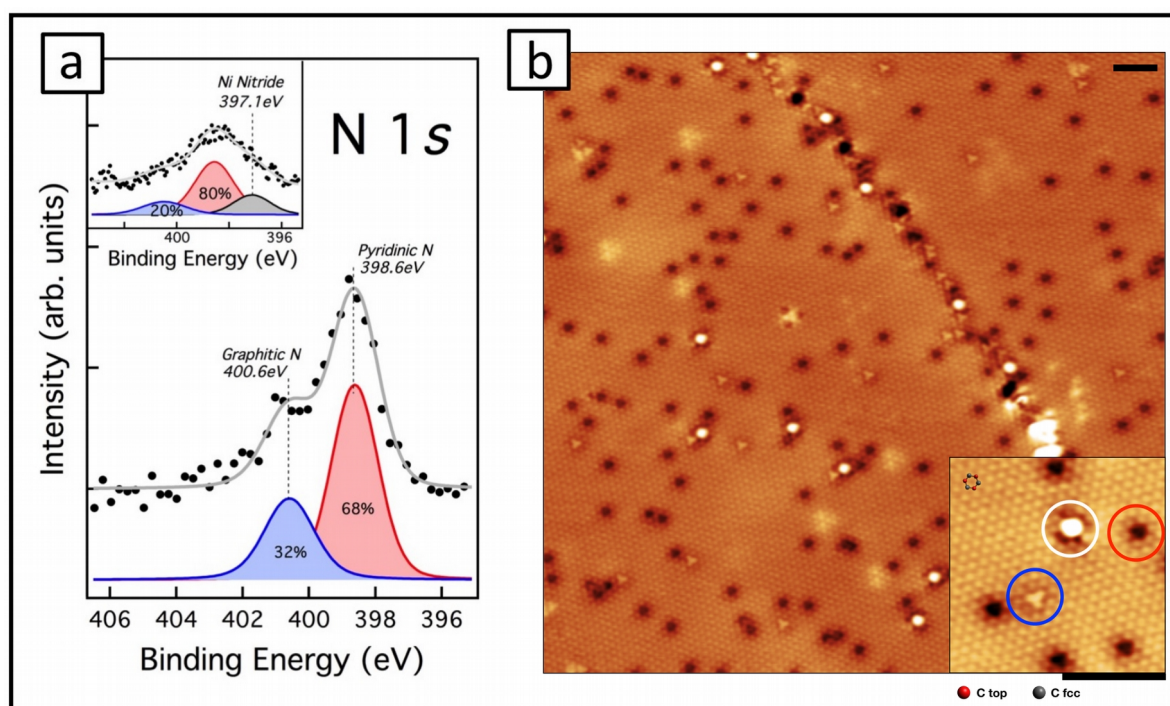 a
b
Ni Nitride
397.1eV
N 1s
80%
20%
400
396
Binding Energy (eV)
Intensity (arb. units)
Pyridinic N
398.6eV
Graphitic N
400.6eV
68%
32%
406
404
402
400
398
396
Binding Energy (eV)
C top
C fcc